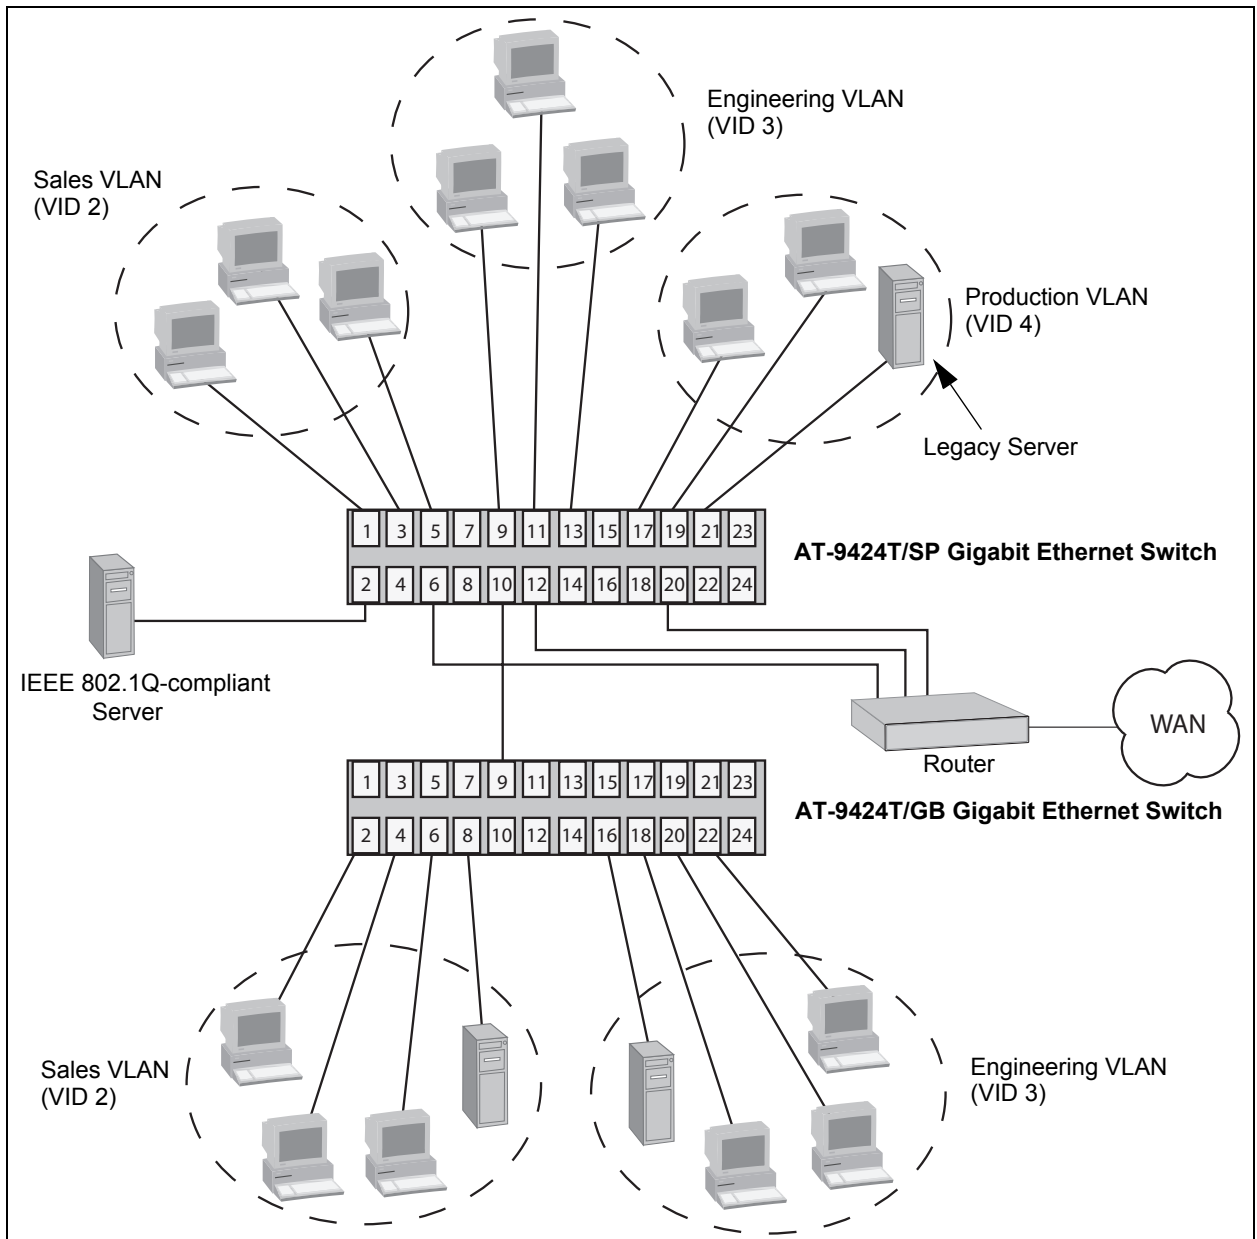 Engineering VLAN
(VID 3)
Sales VLAN
(VID 2)
Production VLAN
(VID 4)
Legacy Server
1 3 5 7 9 11 13 15 17 19 21 23
AT-9424T/SP Gigabit Ethernet Switch
2 4 6 8 10 12 14 16 18 20 22 24
IEEE 802.1Q-compliant
Server
WAN
Router
1 3 5 7 9 11 13 15 17 19 21 23
AT-9424T/GB Gigabit Ethernet Switch
2 4 6 8 10 12 14 16 18 20 22 24
Sales VLAN
(VID 2)
Engineering VLAN
(VID 3)